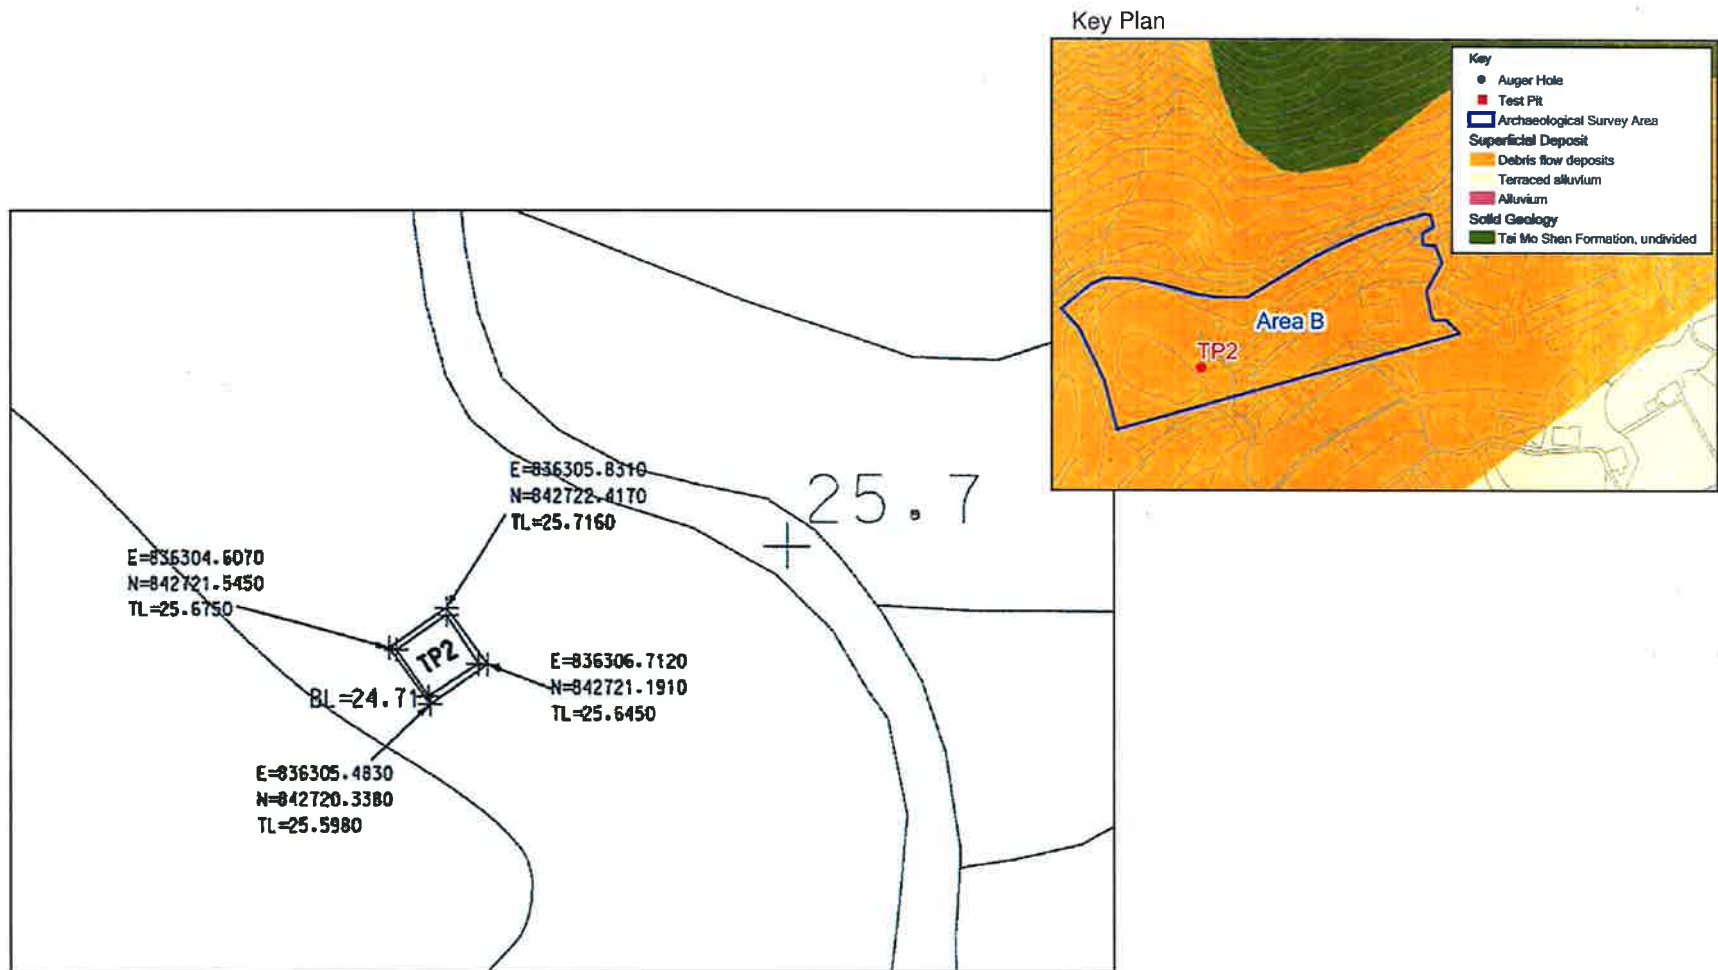 Key Plan
Key
Auger Hole
Test Pit
Archaeological Survey Area
Superficial Deposit
Debris flow deposits
Terraced alluvium
Alluvium
Solid Geology
Tai Mo Shan Formation, undivided
Area B
TP2
E=836305.8310
N=842722.4170
TL=25.7160
25.7
E=836304.6070
N=842721.5450
TL=25.6750
TP2
BL=24.71
E=836306.7120
N=842721.1910
TL=25.6450
E=836305.4830
N=842720.3380
TL=25.5980